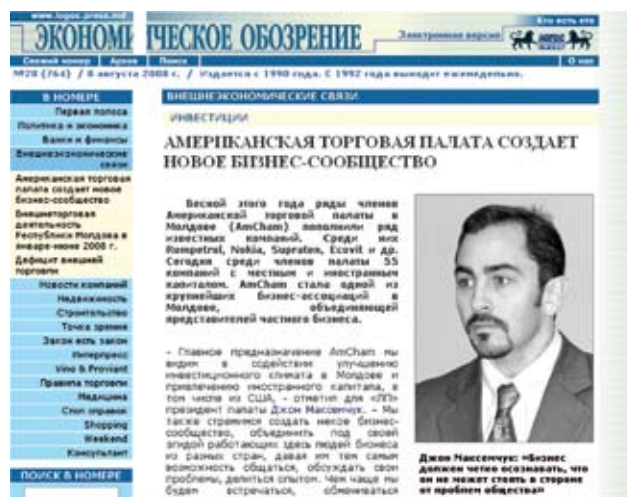 www.logos.press.md
Кто есть кто
ЭКОНОМИЧЕСКОЕ ОБОЗРЕНИЕ
Электронная версия
ЛОГОС
ПРЕСС
Свежий номер
Архив
Поиск
О нас
№28 (764) / 8 августа 2008 г. / Издается с 1990 года. С 1992 года выходит еженедельно.
В НОМЕРЕ
Первая полоса
Политика и экономика
Банки и финансы
Внешнеэкономические
связи
Американская торговая
палата создает новое
бизнес-сообщество
Внешнеторговая
деятельность
Республики Молдова в
январе-июне 2008 г.
Дефицит внешней
торговли
Новости компаний
Недвижимость
Строительство
Точка зрения
Закон есть закон
Интерпресс
Vino & Proviant
Правила торговли
Медицина
Стол справок
Shopping
Weekend
Консультант
ПОИСК В НОМЕРЕ
ВНЕШНЕЭКОНОМИЧЕСКИЕ СВЯЗИ
ИНВЕСТИЦИИ
АМЕРИКАНСКАЯ ТОРГОВАЯ ПАЛАТА СОЗДАЕТ
НОВОЕ БИЗНЕС-СООБЩЕСТВО
Весной этого года ряды членов
Американской торговой палаты в
Молдове (AmCham) пополнили ряд
известных компаний. Среди них
Rompetrol, Nokia, Supraten, Ecovit и др.
Сегодня среди членов палаты 55
компаний с местным и иностранным
капиталом. AmCham стала одной из
крупнейших бизнес-ассоциаций в
Молдове, объединяющей
представителей частного бизнеса.
- Главное предназначение AmCham мы
видим в содействии улучшению
инвестиционного климата в Молдове и
привлечению иностранного капитала, в
том числе из США, - отметил для «ЛП»
президент палаты Джон Максемчук. - Мы
также стремимся создать некое бизнес-
сообщество, объединить под своей
эгидой работающих здесь людей бизнеса
из разных стран, давая им тем самым
возможность общаться, обсуждать свои
проблемы, делиться опытом. Чем чаще мы
будем встречаться, обмениваться
Джон Максемчук: «Бизнес
должен четко осознавать, что
он не может стоять в стороне
от проблем общества»